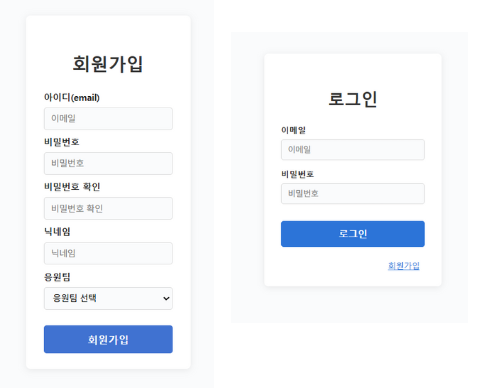 회원가입
아이디(email)
이메일
비밀번호
비밀번호
비밀번호 확인
비밀번호 확인
닉네임
닉네임
응원팀
응원팀 선택
회원가입
로그인
이메일
이메일
비밀번호
비밀번호
로그인
회원가입